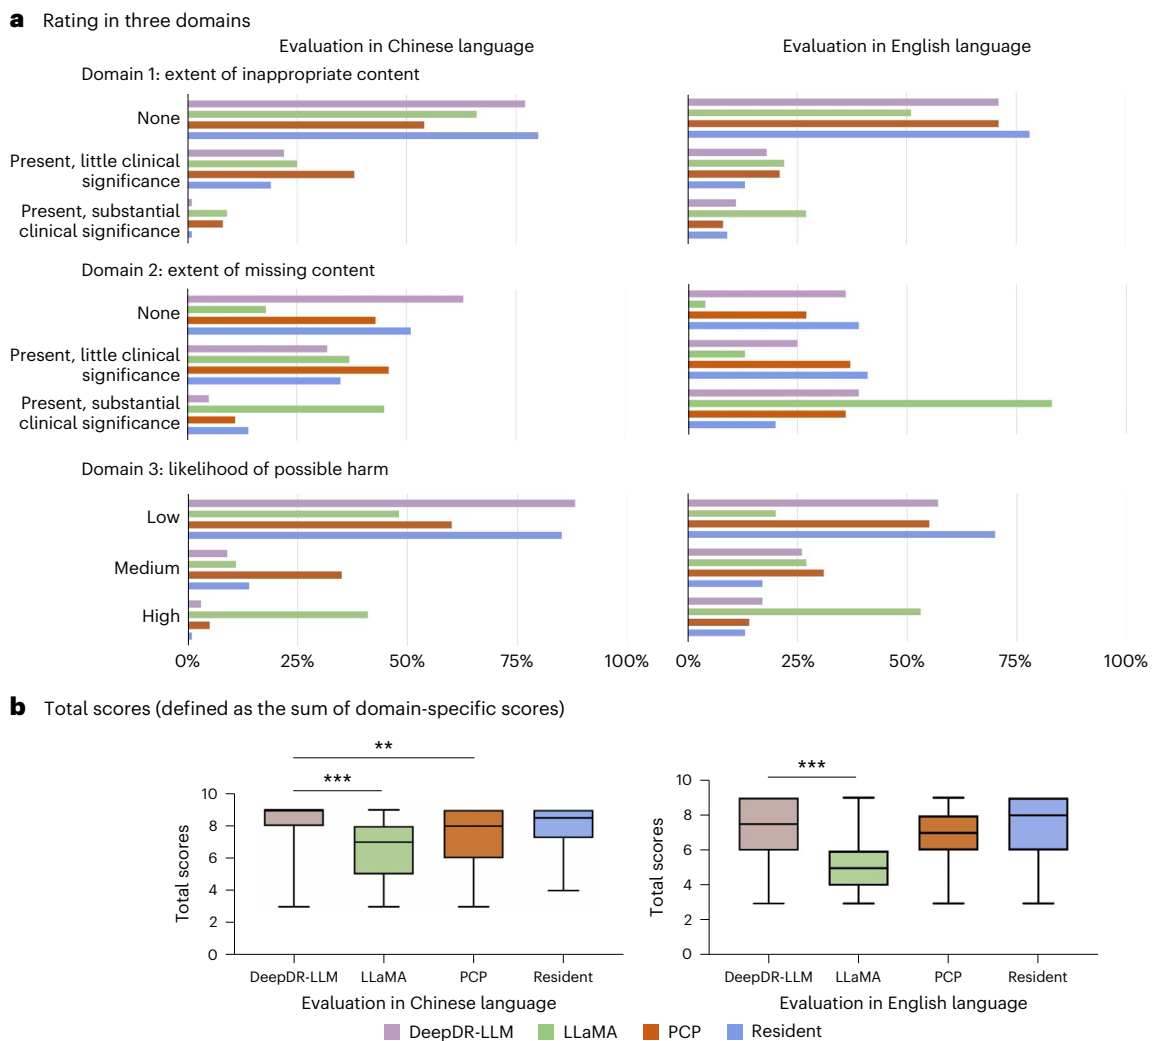 a Rating in three domains
Evaluation in Chinese language
Evaluation in English language
Domain 1: extent of inappropriate content
None
Present, little clinical
significance
Present, substantial
clinical significance
Domain 2: extent of missing content
None
Present, little clinical
significance
Present, substantial
clinical significance
Domain 3: likelihood of possible harm
Low
Medium
High
0% 25% 50% 75% 100%
0% 25% 50% 75% 100%
b Total scores (defined as the sum of domain-specific scores)
**
***
10
8
6
4
2
0
Total scores
DeepDR-LLM LLaMA PCP Resident
Evaluation in Chinese language
***
10
8
6
4
2
0
Total scores
DeepDR-LLM LLaMA PCP Resident
Evaluation in English language
DeepDR-LLM LLaMA PCP Resident